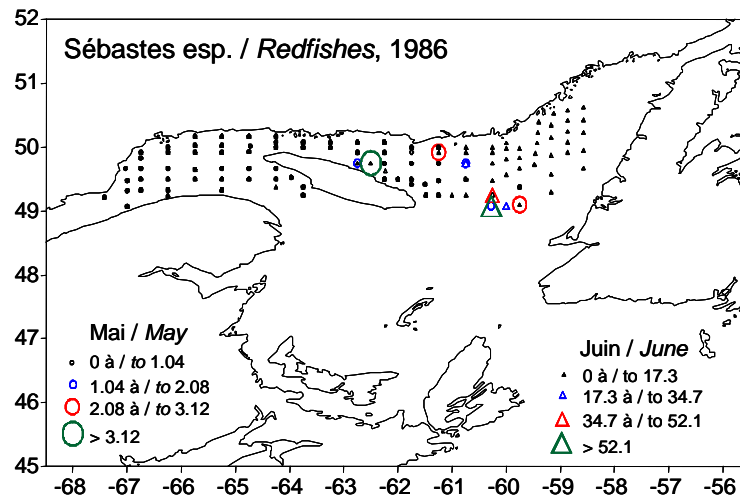 52
Sébastes esp. / Redfishes, 1986
51
50
49
48
47
46
45
Mai / May
0 à / to 1.04
1.04 à / to 2.08
2.08 à / to 3.12
> 3.12
Juin / June
0 à / to 17.3
17.3 à / to 34.7
34.7 à / to 52.1
> 52.1
-68 -67 -66 -65 -64 -63 -62 -61 -60 -59 -58 -57 -56